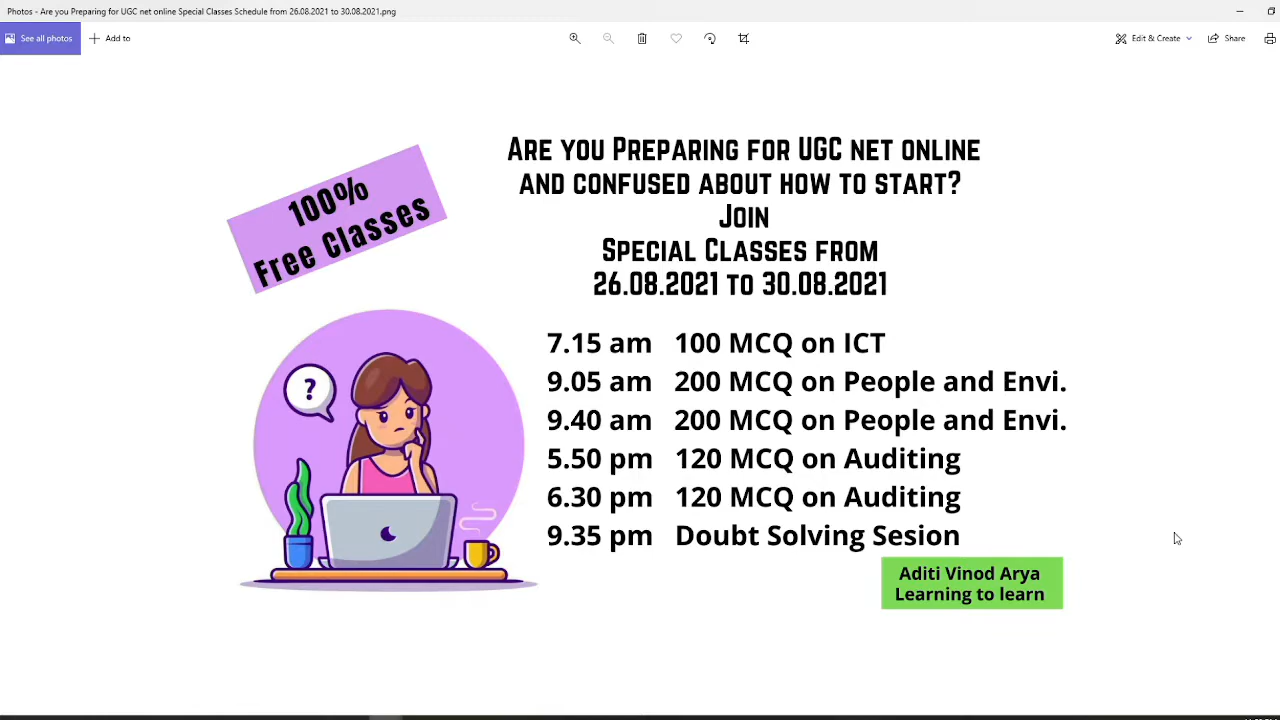 Photos - Are you Preparing for UGC net online Special Classes Schedule from 26.08.2021 to 30.08.2021.png
See all photos
Add to
Edit & Create
Share
100%
Free Classes
Are you Preparing for UGC net online
and confused about how to start?
Join
Special Classes from
26.08.2021 to 30.08.2021
7.15 am 100 MCQ on ICT
9.05 am 200 MCQ on People and Envi.
9.40 am 200 MCQ on People and Envi.
5.50 pm 120 MCQ on Auditing
6.30 pm 120 MCQ on Auditing
9.35 pm Doubt Solving Sesion
?
Aditi Vinod Arya
Learning to learn